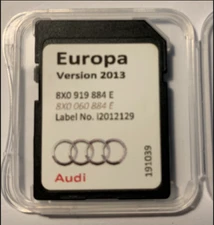 Europa
Version 2013
8X0 919 884 E
8X0 060 884 E
Label No. i2012129
Audi
191039